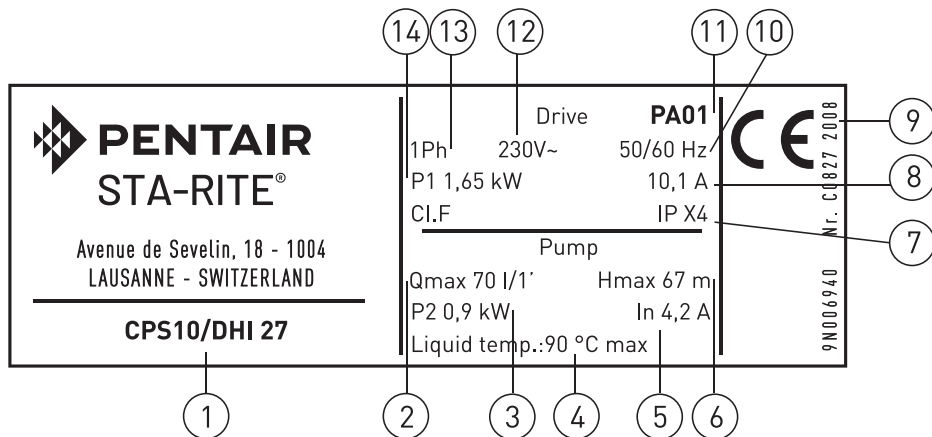 14 13 12 11 10
PENTAIR
STA-RITE®
Avenue de Sevelin, 18 - 1004
LAUSANNE - SWITZERLAND
CPS10/DHI 27
Drive PA01
1Ph 230V~ 50/60 Hz
P1 1,65 kW 10,1 A
Cl.F IP X4
Pump
Qmax 70 l/1' Hmax 67 m
P2 0,9 kW In 4,2 A
Liquid temp.:90 °C max
CE
9N006940 Nr. C0827 2008
9
8
7
1 2 3 4 5 6